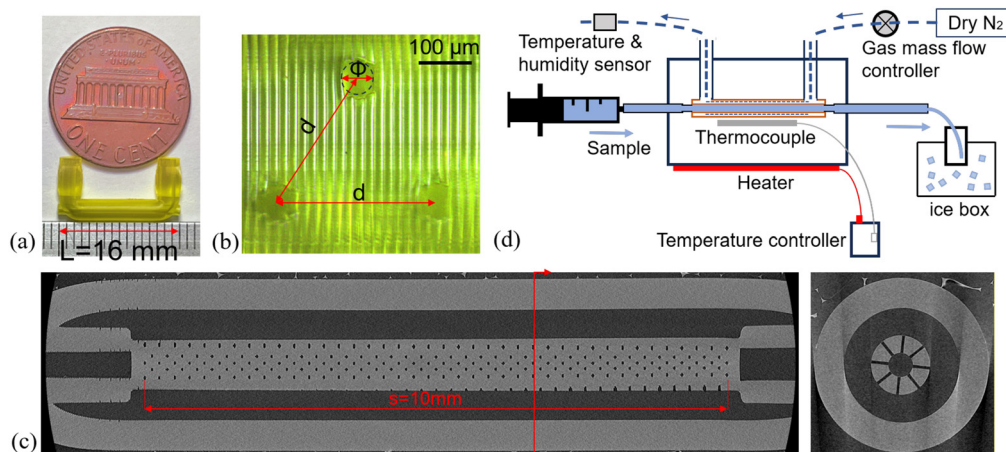 UNITED STATES OF AMERICA
ONE CENT
L=16 mm
(a)
100 μm
Φ
d
d
(b)
(d)
Temperature &
humidity sensor
Gas mass flow
controller
Dry N₂
Sample
Thermocouple
Heater
ice box
Temperature controller
s=10mm
(c)